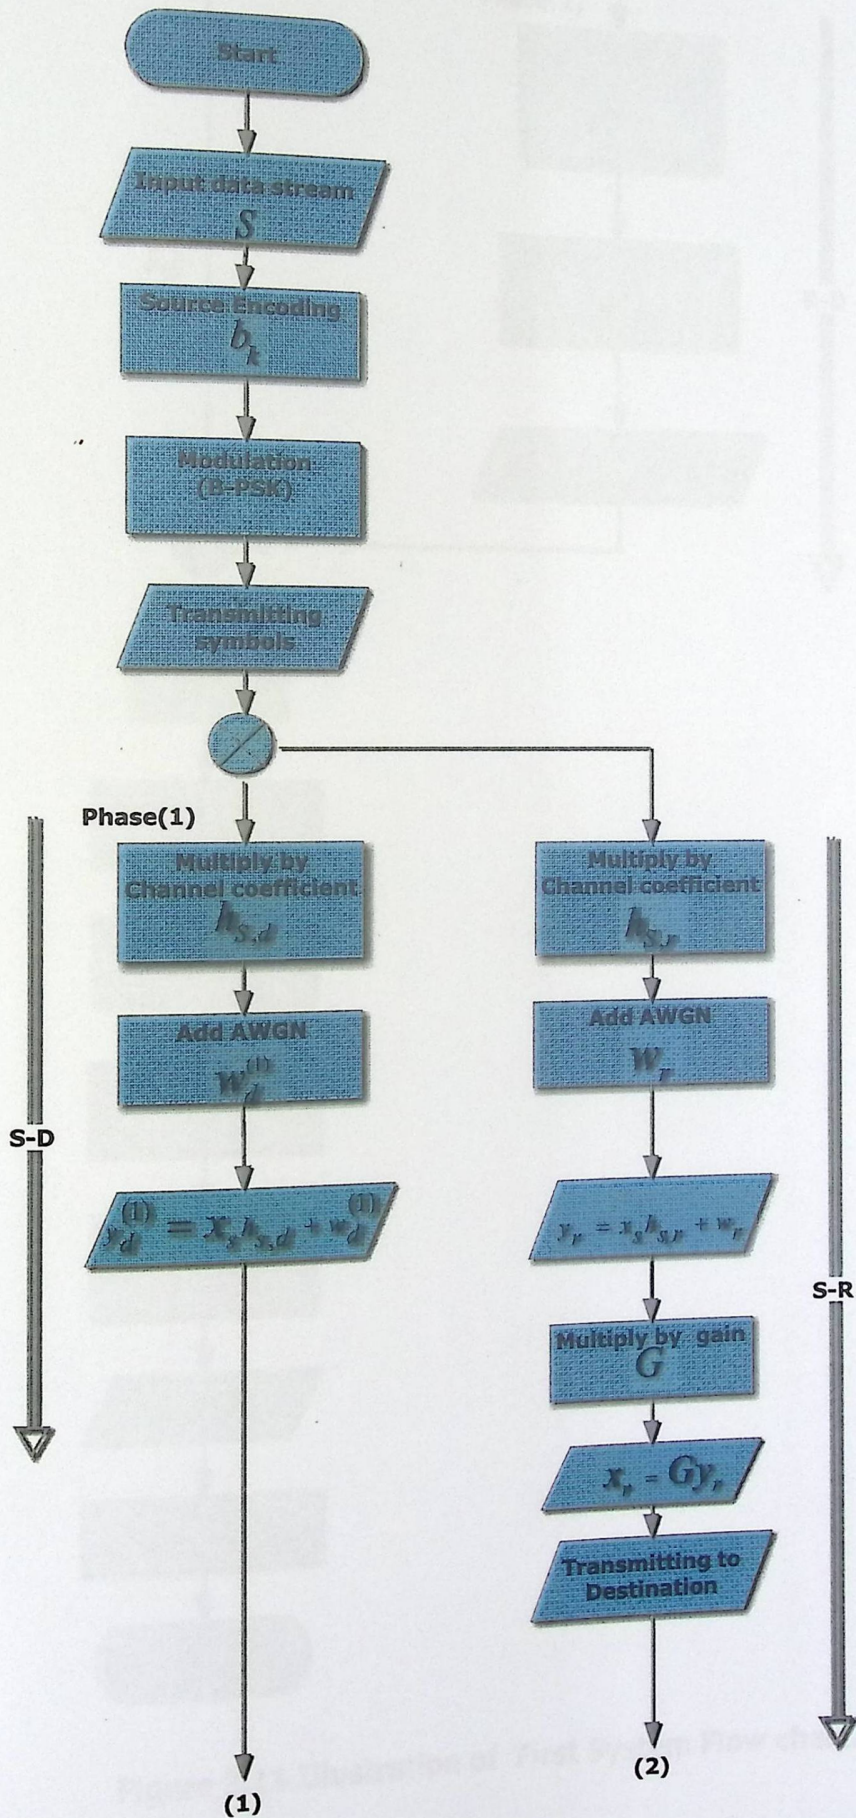 Start
Input data stream
S
Source Encoding
b_k
Modulation
(B-PSK)
Transmitting
symbols
Phase(1)
Multiply by
Channel coefficient
h_{S,d}
Add AWGN
w_d^{(1)}
y_d^{(1)} = x_s h_{s,d} + w_d^{(1)}
S-D
(1)
Multiply by
Channel coefficient
h_{S,r}
Add AWGN
w_r
y_r = x_s h_{s,r} + w_r
Multiply by gain
G
x_r = Gy_r
Transmitting to
Destination
S-R
(2)